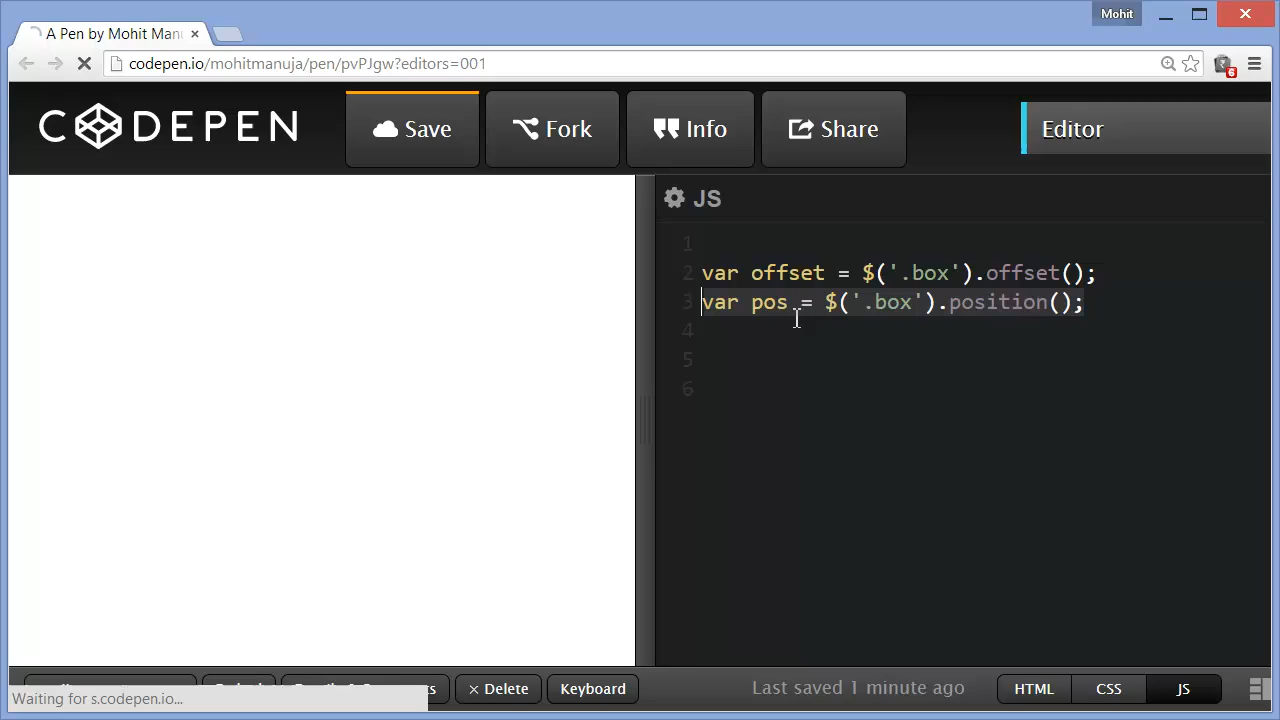 Mohit
A Pen by Mohit Manu
codepen.io/mohitmanuja/pen/pvPJgw?editors=001
6
CODEPEN
Save
Fork
Info
Share
Editor
JS
1
2 var offset = $('.box').offset();
3 var pos = $('.box').position();
4
5
6
× Delete
Keyboard
Last saved 1 minute ago
HTML
CSS
JS
Waiting for s.codepen.io...